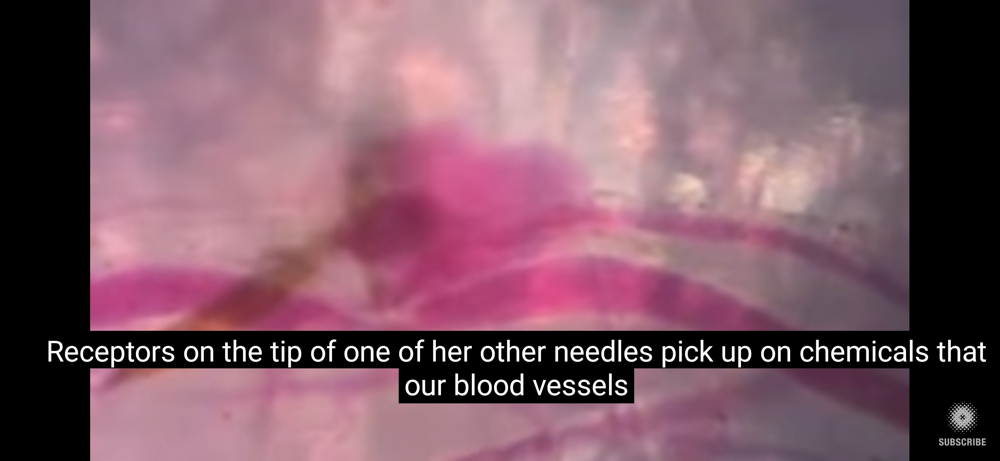 Receptors on the tip of one of her other needles pick up on chemicals that
our blood vessels
SUBSCRIBE